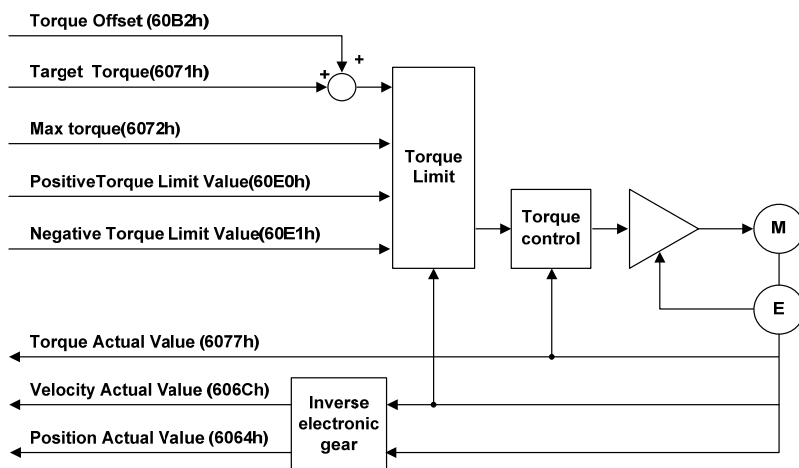 Torque Offset (60B2h)
+
Target Torque(6071h)
+
Max torque(6072h)
PositiveTorque Limit Value(60E0h)
Negative Torque Limit Value(60E1h)
Torque
Limit
Torque
control
M
E
Torque Actual Value (6077h)
Velocity Actual Value (606Ch)
Position Actual Value (6064h)
Inverse
electronic
gear